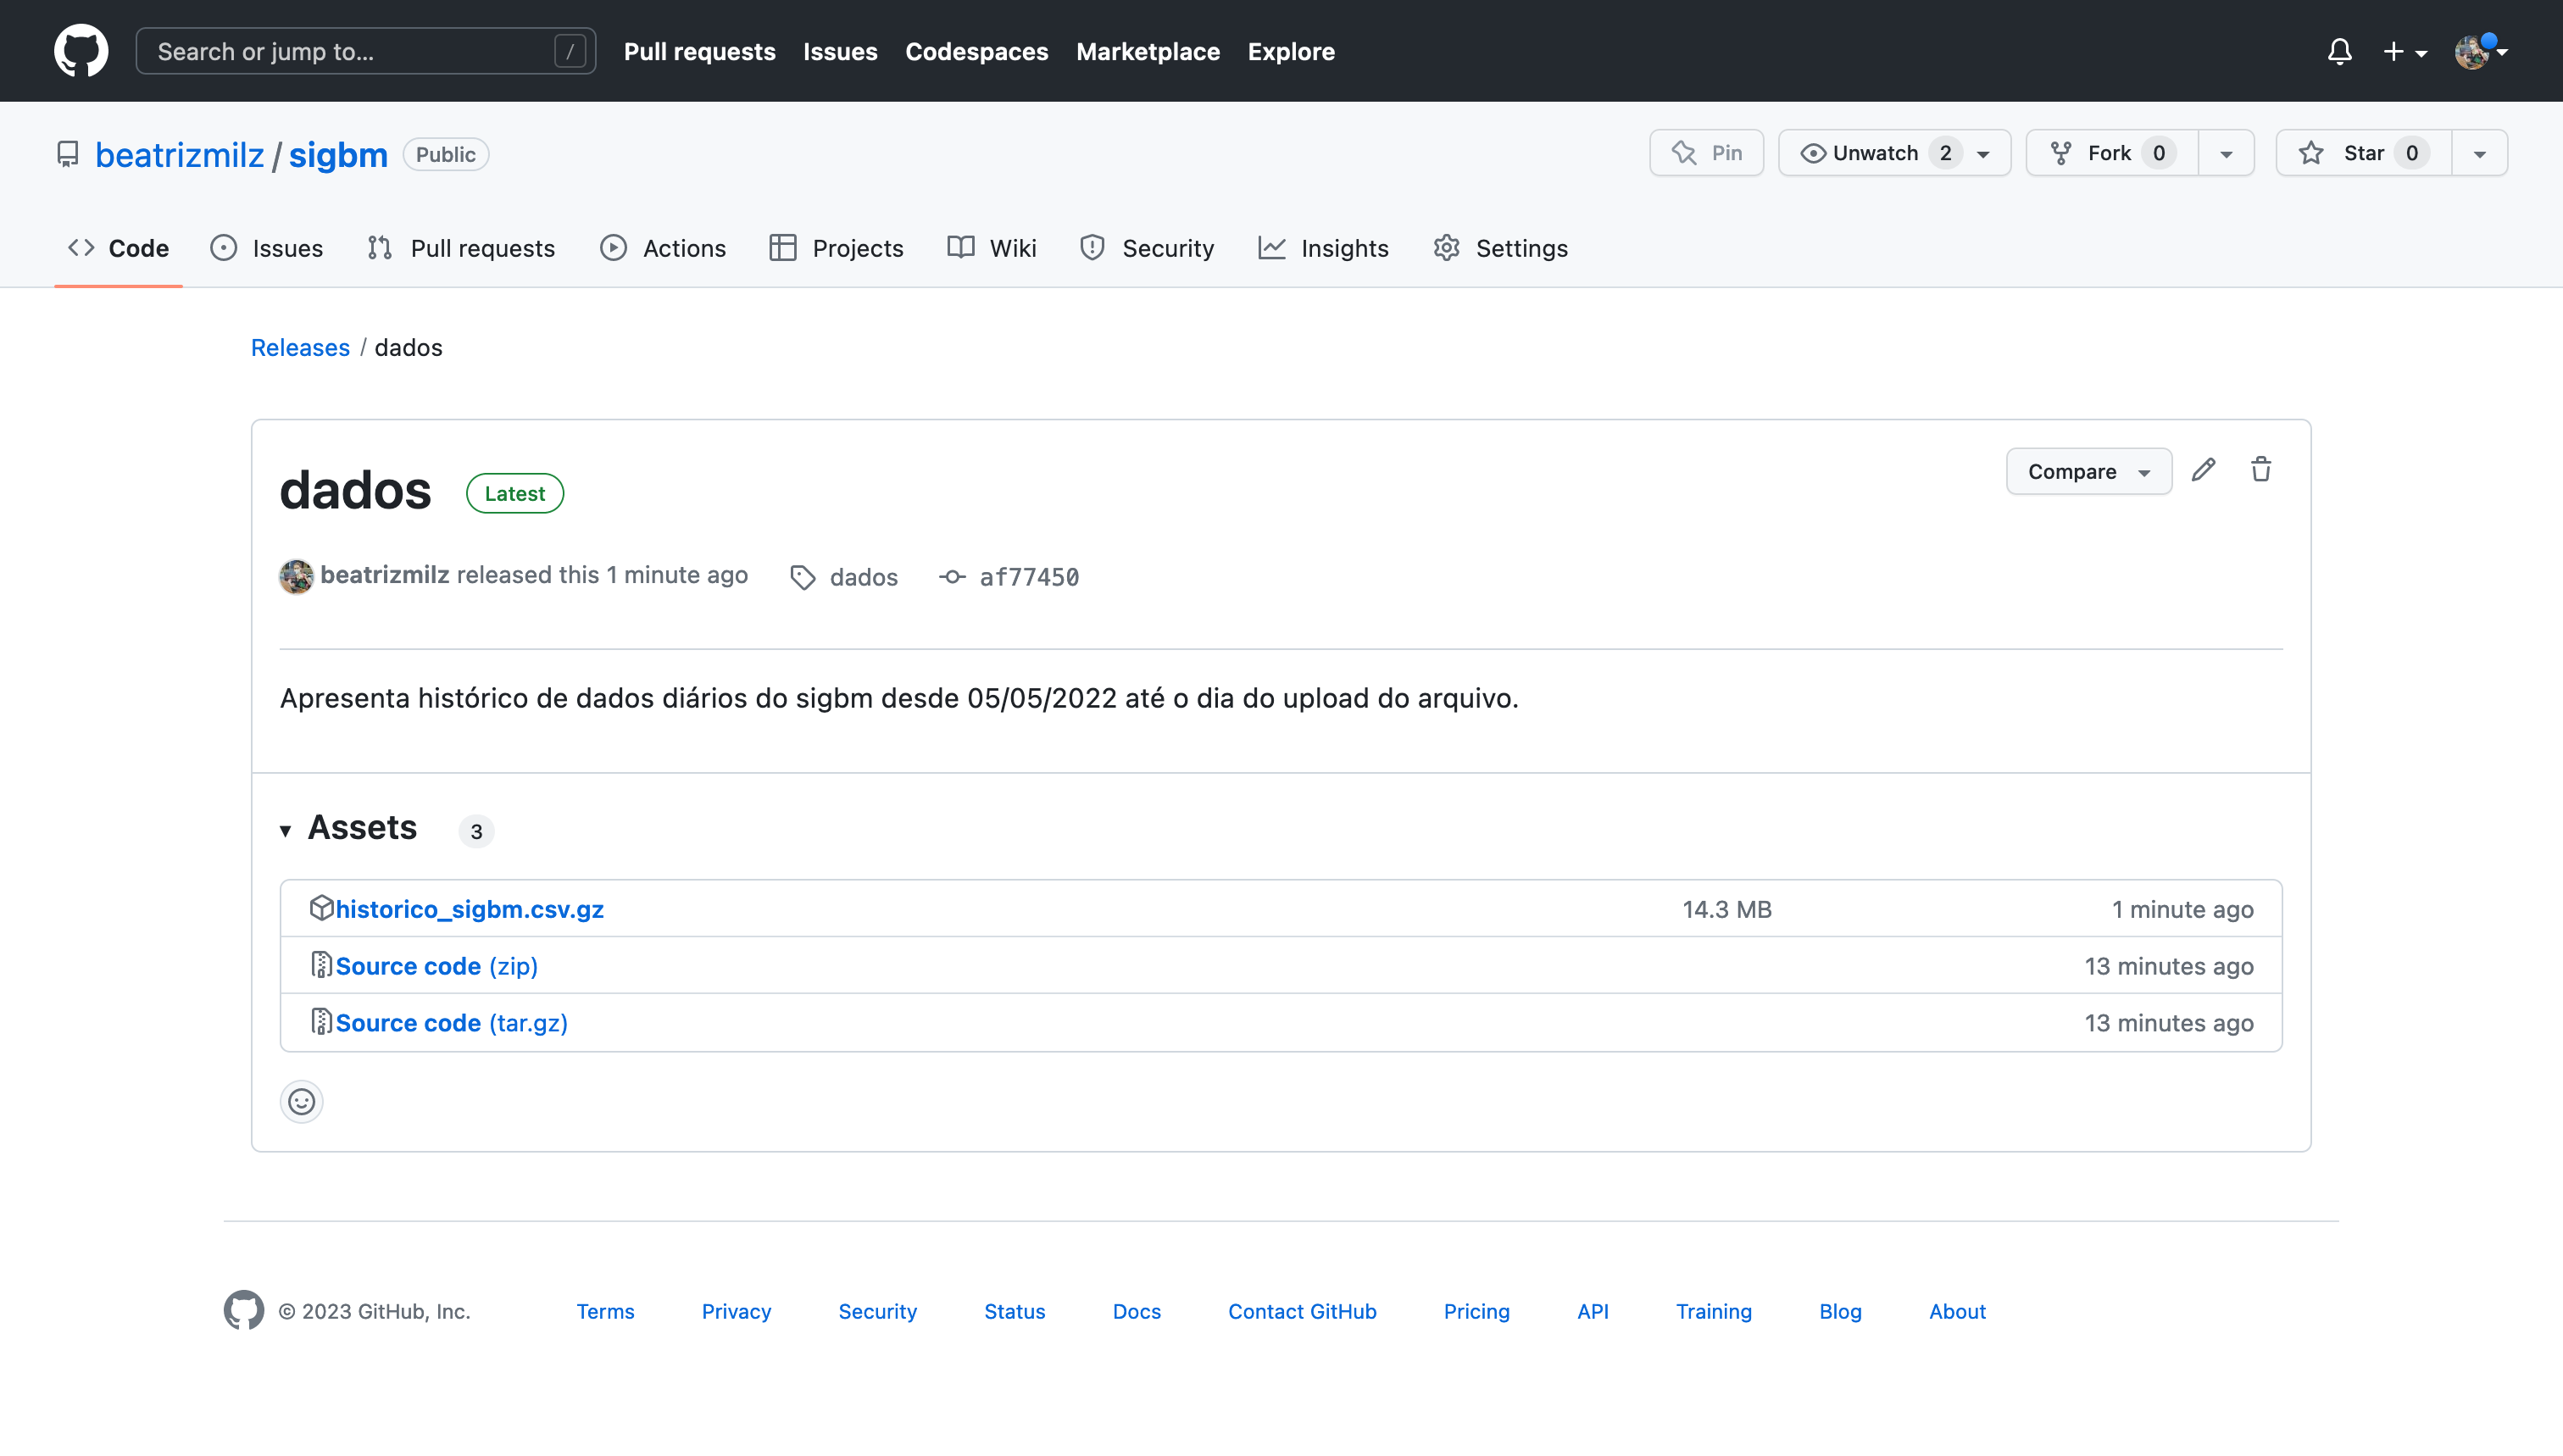 Search or jump to... / Pull requests Issues Codespaces Marketplace Explore
beatrizmilz / sigbm Public Pin Unwatch 2 Fork 0 Star 0
Code Issues Pull requests Actions Projects Wiki Security Insights Settings
Releases / dados
dados Latest Compare
beatrizmilz released this 1 minute ago dados af77450
Apresenta histórico de dados diários do sigbm desde 05/05/2022 até o dia do upload do arquivo.
Assets 3
historico_sigbm.csv.gz 14.3 MB 1 minute ago
Source code (zip) 13 minutes ago
Source code (tar.gz) 13 minutes ago
© 2023 GitHub, Inc. Terms Privacy Security Status Docs Contact GitHub Pricing API Training Blog About